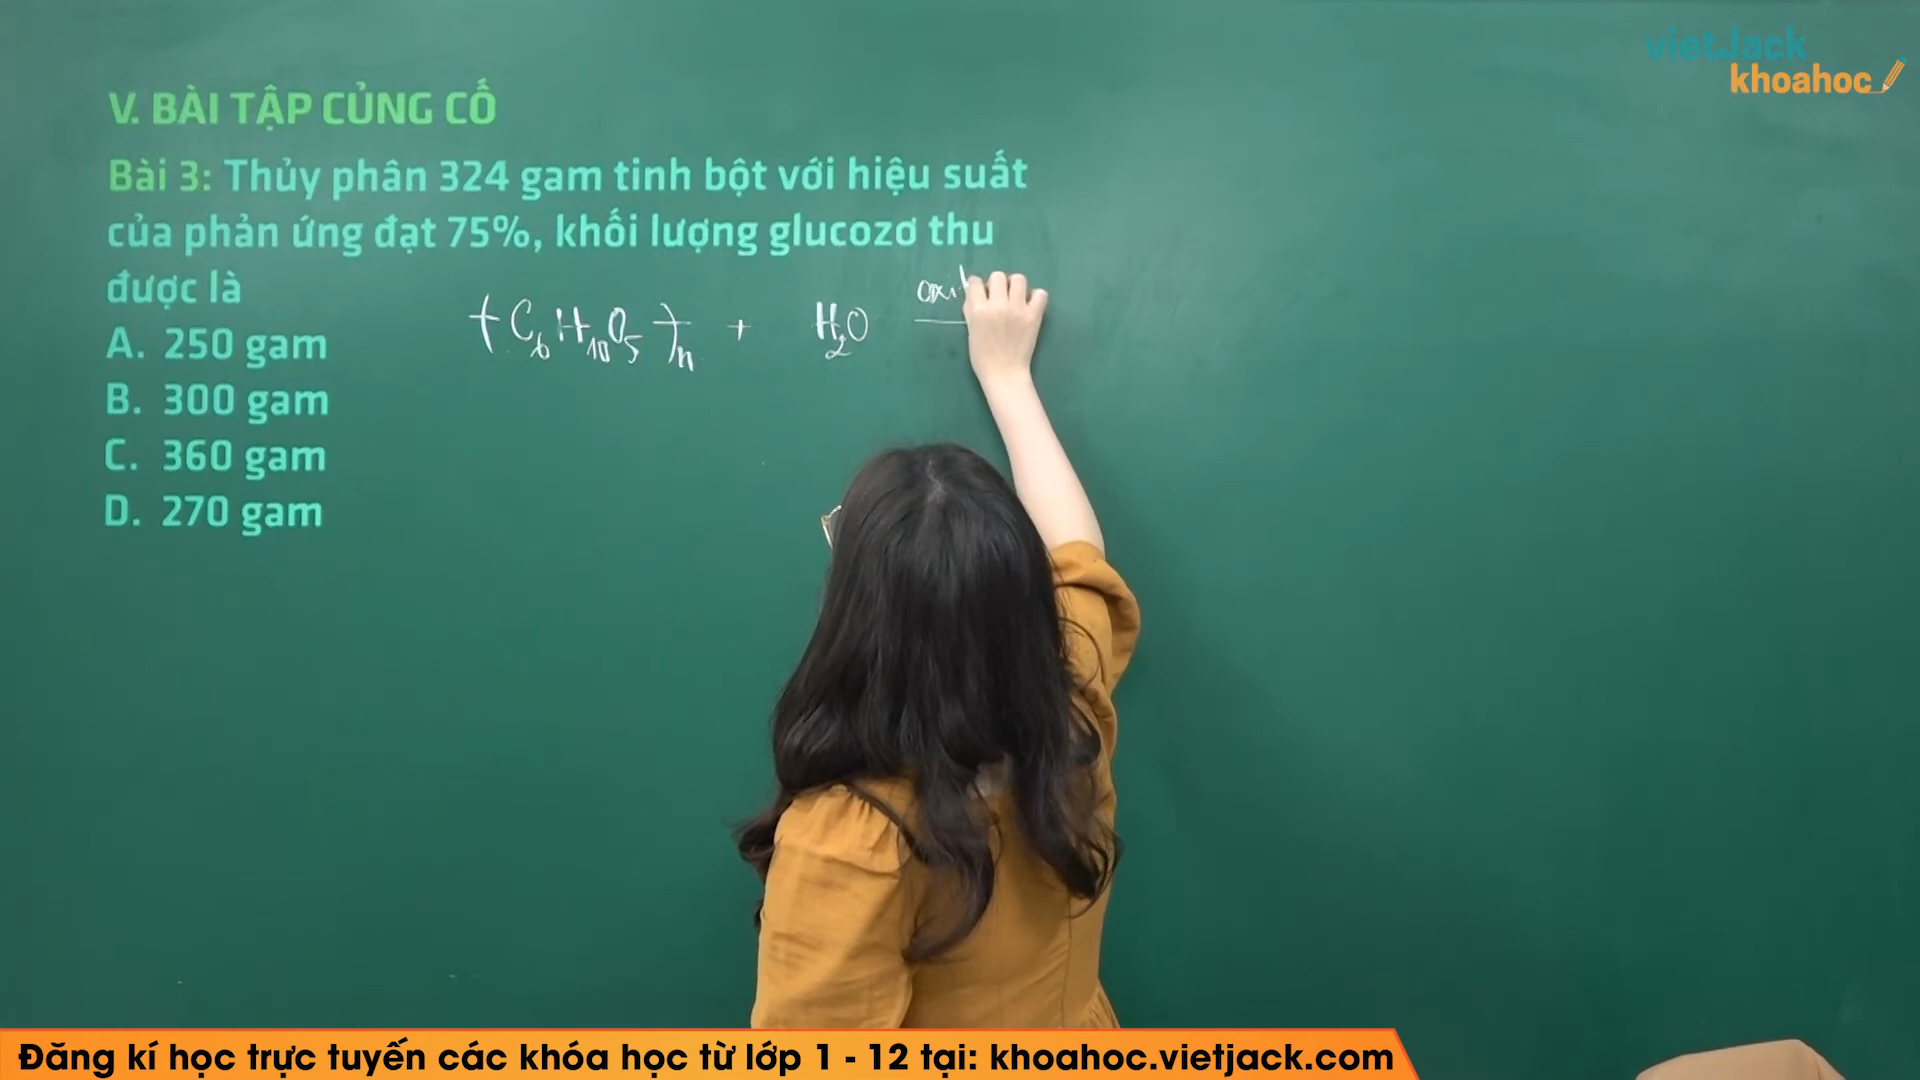 vietJack
khoahoc
V. BÀI TẬP CỦNG CỐ
Bài 3: Thủy phân 324 gam tinh bột với hiệu suất
của phản ứng đạt 75%, khối lượng glucozơ thu
được là
A. 250 gam
B. 300 gam
C. 360 gam
D. 270 gam
(C₆H₁₀O₅)ₙ + H₂O
Đăng kí học trực tuyến các khóa học từ lớp 1 - 12 tại: khoahoc.vietjack.com